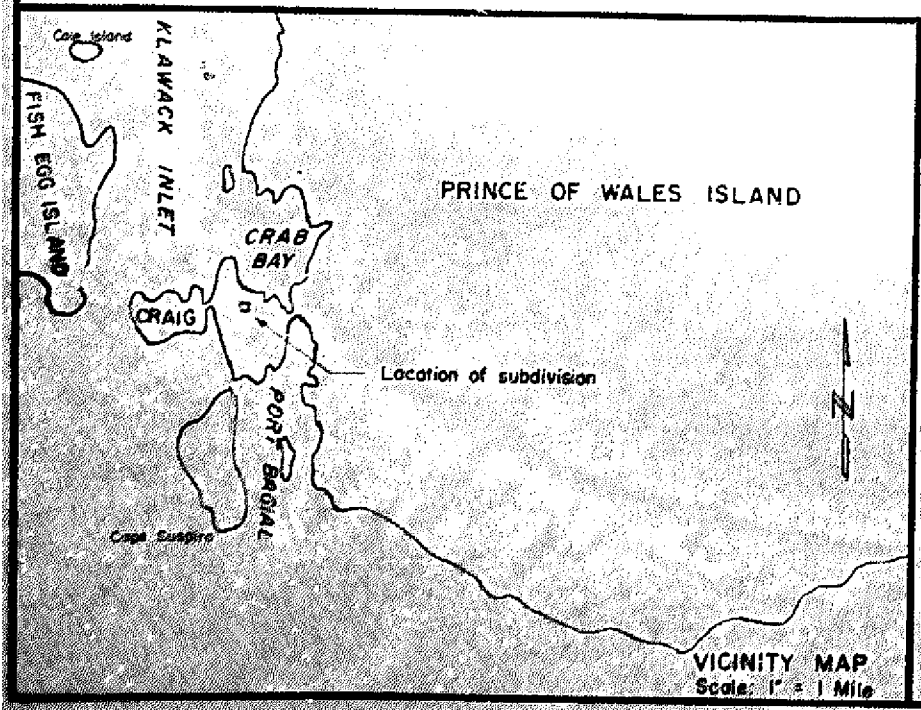 Cole Island
KLAWACK INLET
FISH EGG ISLAND
PRINCE OF WALES ISLAND
CRAB
BAY
CRAIG
Location of subdivision
PORT BAGIAL
N
Cape Suspiro
VICINITY MAP
Scale: 1" = 1 Mile